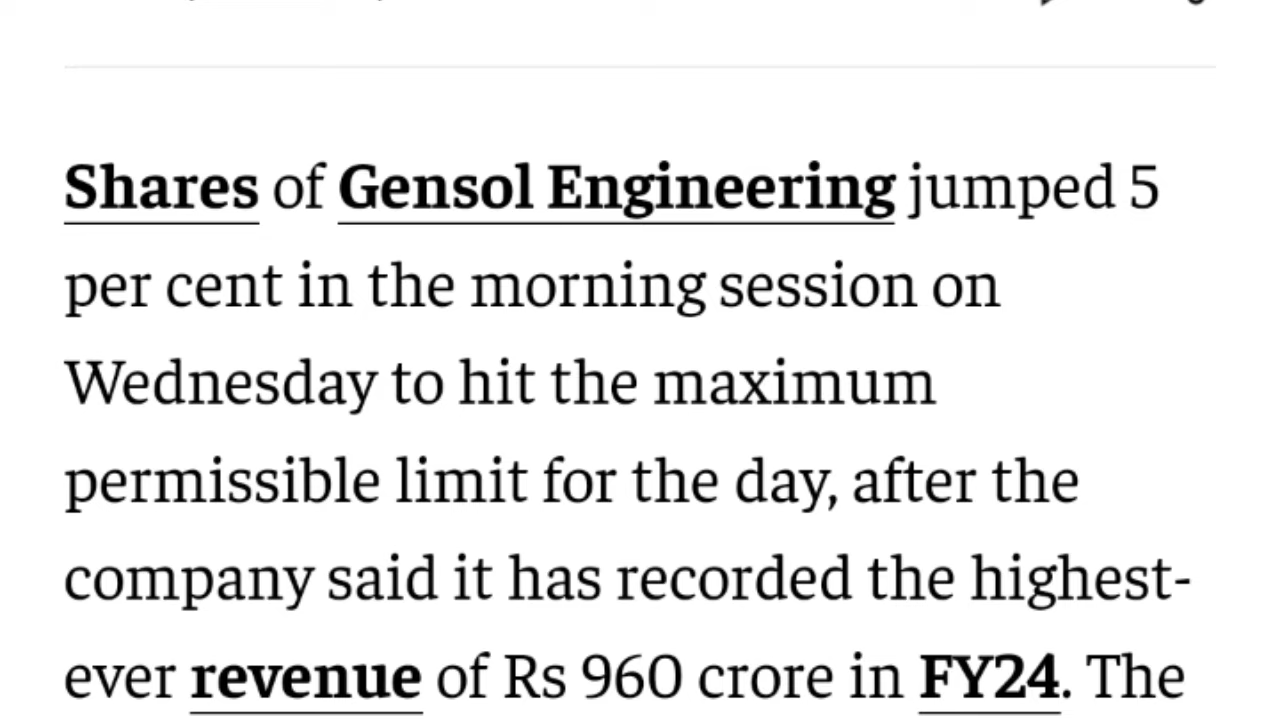 Shares of Gensol Engineering jumped 5
per cent in the morning session on
Wednesday to hit the maximum
permissible limit for the day, after the
company said it has recorded the highest-
ever revenue of Rs 960 crore in FY24. The